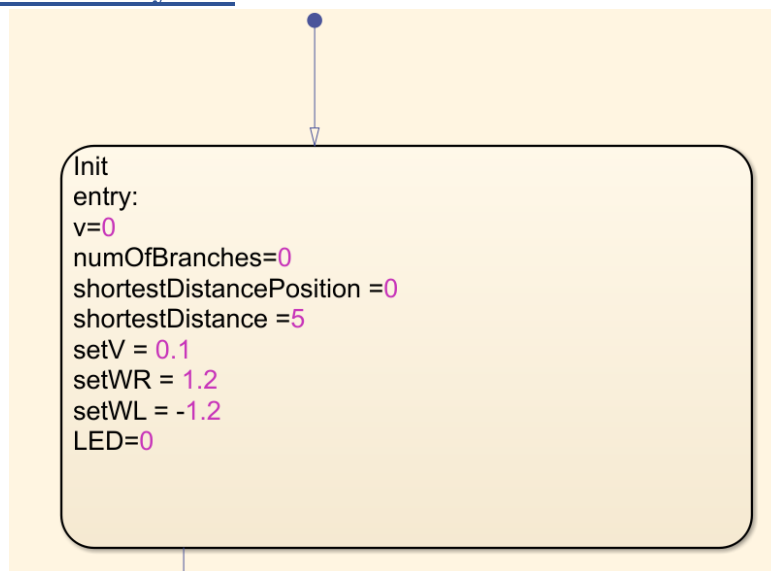 Init
entry:
v=0
numOfBranches=0
shortestDistancePosition =0
shortestDistance =5
setV = 0.1
setWR = 1.2
setWL = -1.2
LED=0